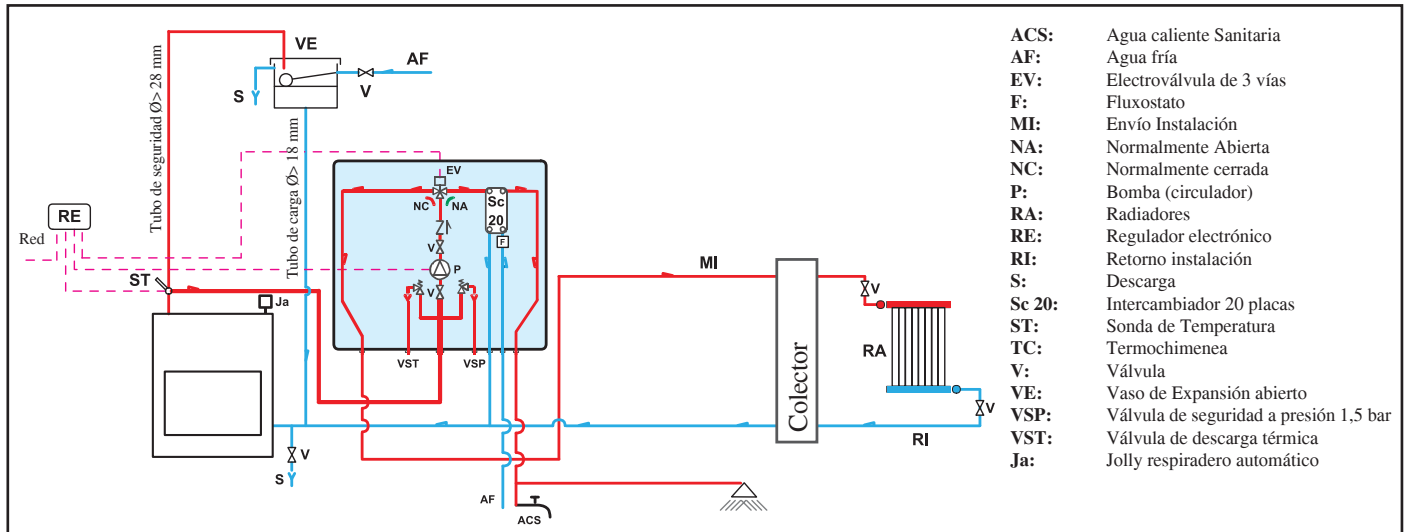 VE
AF
V
S
Tubo de seguridad Ø> 28 mm
Tubo de carga Ø> 18 mm
EV
NC
NA
Sc
20
F
V
P
V
VST
VSP
RE
Red
ST
Ja
MI
Colector
V
RA
V
RI
V
S
AF
ACS
ACS: Agua caliente Sanitaria
AF: Agua fría
EV: Electroválvula de 3 vías
F: Fluxostato
MI: Envío Instalación
NA: Normalmente Abierta
NC: Normalmente cerrada
P: Bomba (circulador)
RA: Radiadores
RE: Regulador electrónico
RI: Retorno instalación
S: Descarga
Sc 20: Intercambiador 20 placas
ST: Sonda de Temperatura
TC: Termochimenea
V: Válvula
VE: Vaso de Expansión abierto
VSP: Válvula de seguridad a presión 1,5 bar
VST: Válvula de descarga térmica
Ja: Jolly respiradero automático